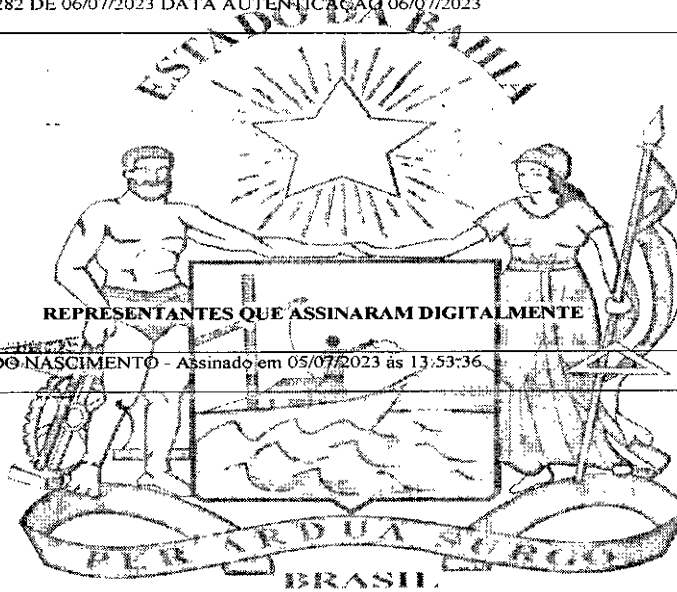 282 DE 06/07/2023 DATA AUTENTICAÇÃO 06/07/2023
ESTADO DA BAHIA
REPRESENTANTES QUE ASSINARAM DIGITALMENTE
DO NASCIMENTO - Assinado em 05/07/2023 às 13:53:36
PER ARDUA SURGO
BRASIL